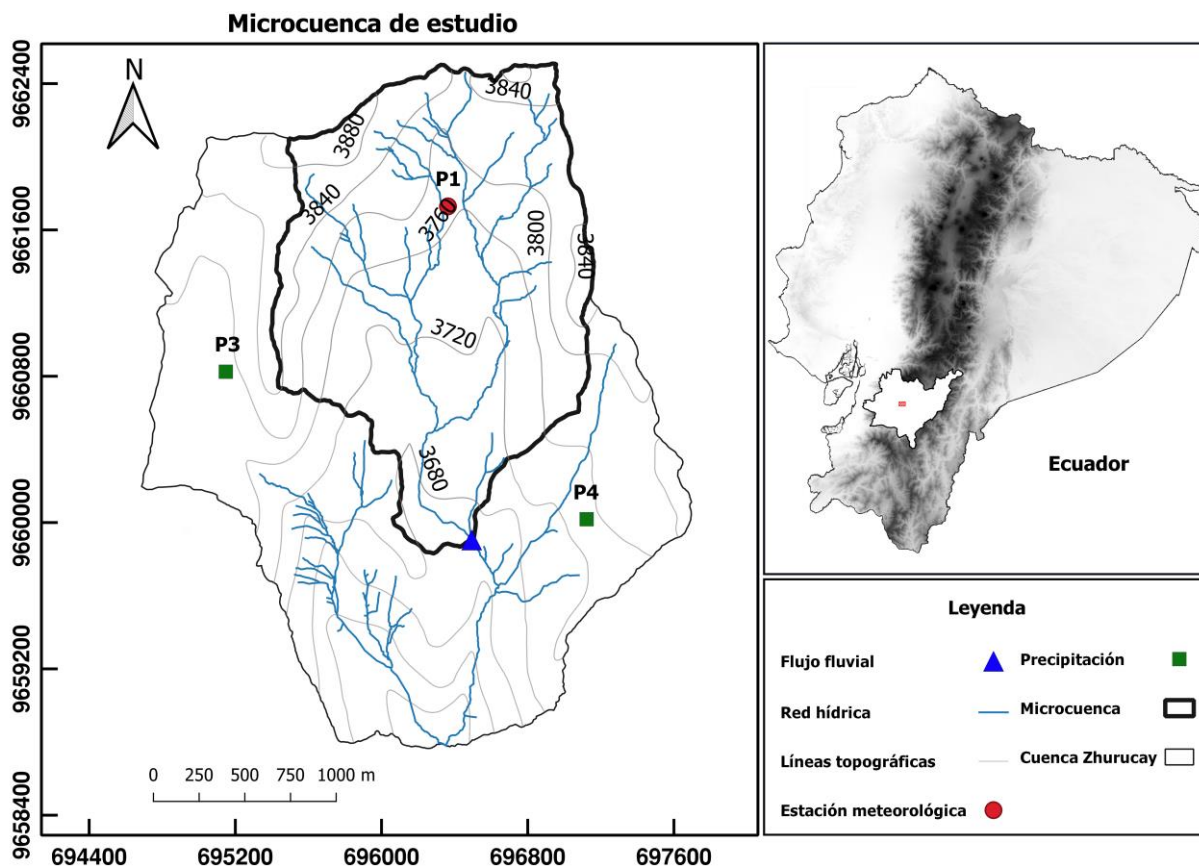 Microcuenca de estudio
N
9662400
9661600
9660800
9660000
9659200
9658400
3840
3880
P1
3840
3760
3800
3840
3720
P3
3680
P4
0 250 500 750 1000 m
694400 695200 696000 696800 697600
Ecuador
Leyenda
Flujo fluvial Precipitación
Red hídrica Microcuenca
Líneas topográficas Cuenca Zhurucay
Estación meteorológica